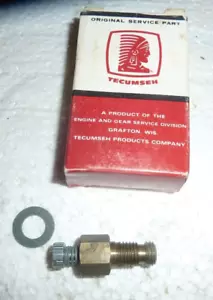 ORIGINAL SERVICE PART
TECUMSEH
A PRODUCT OF THE
ENGINE AND GEAR SERVICE DIVISION
GRAFTON, WIS.
TECUMSEH PRODUCTS COMPANY